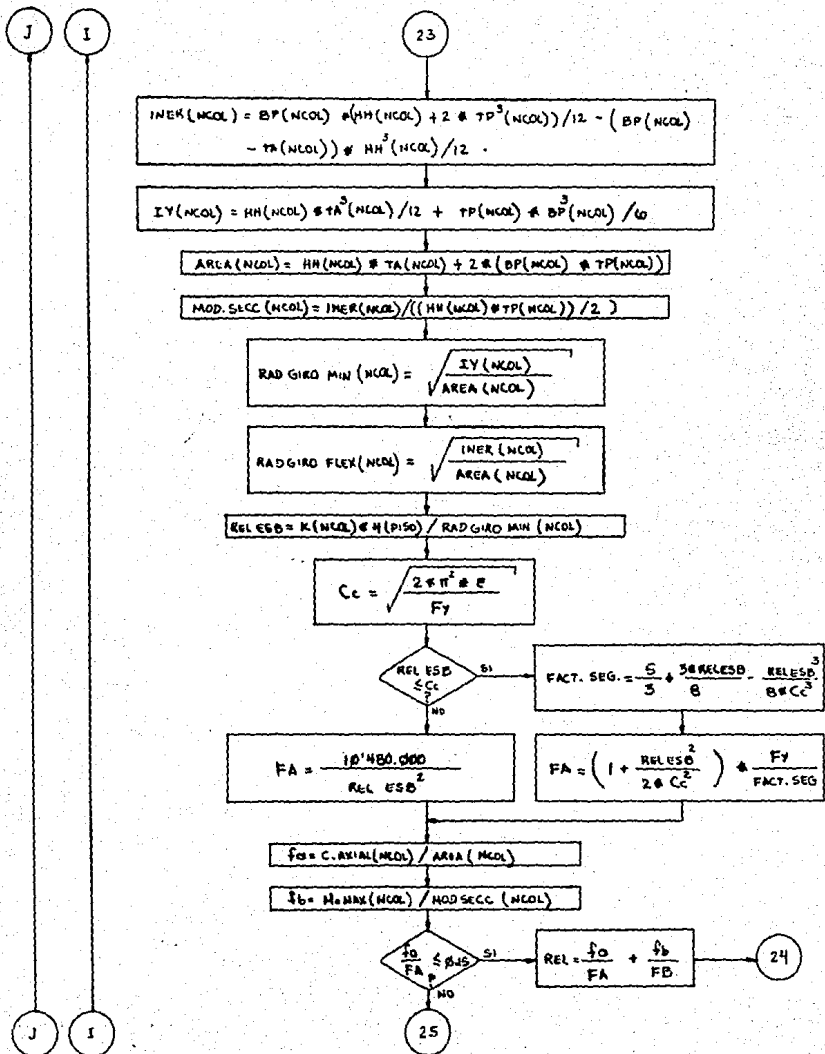 J I 23
INER(NCOL) = BP(NCOL) *(HH(NCOL) + 2 * TP³(NCOL))/12 - (BP(NCOL)
- TA(NCOL)) * HH³(NCOL)/12 .
IY(NCOL) = HH(NCOL) * TA³(NCOL)/12 + TP(NCOL) * BP³(NCOL)/6
AREA(NCOL) = HH(NCOL) * TA(NCOL) + 2*(BP(NCOL) * TP(NCOL))
MOD.SECC(NCOL) = INER(NCOL)/((HH(NCOL)*TP(NCOL))/2)
RAD GIRO MIN (NCOL) = √ IY(NCOL) / AREA(NCOL)
RADGIRO FLEX(NCOL) = √ INER(NCOL) / AREA(NCOL)
REL ESB = K(NCOL)*H(PISO) / RAD GIRO MIN (NCOL)
Cc = √ 2*π²*e / Fy
REL ESB ≤ Cc ?
SI
NO
FACT. SEG. = 5/3 + 3*RELESB/8 - RELESB³/8*Cc³
FA = 10'480.000 / REL ESB²
FA = (1 + RELESB²/2*Cc²) * Fy/FACT.SEG
fa = C.AXIAL(NCOL) / AREA(NCOL)
fb = Mo MAX(NCOL) / MODSECC (NCOL)
fa/FA ≤ 0.15 ?
SI
NO
REL = fa/FA + fb/FB
24
J I 25